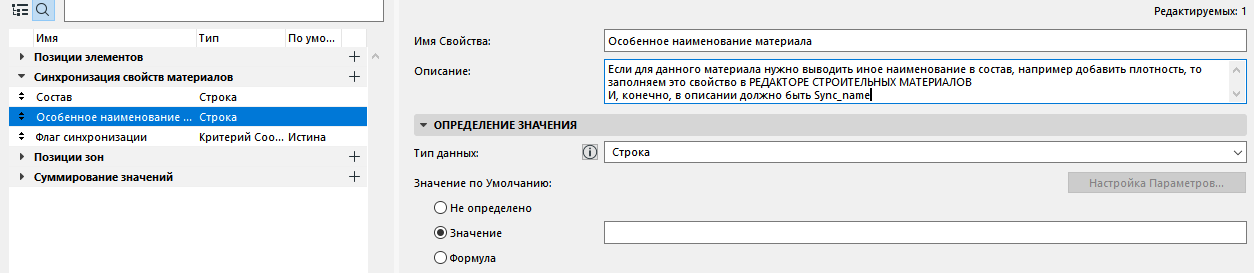 Редактируемых: 1
Имя Тип По умо...
Позиции элементов
Синхронизация свойств материалов
Состав Строка
Особенное наименование ... Строка
Флаг синхронизации Критерий Соо... Истина
Позиции зон
Суммирование значений
Имя Свойства: Особенное наименование материала
Описание: Если для данного материала нужно выводить иное наименование в состав, например добавить плотность, то
заполняем это свойство в РЕДАКТОРЕ СТРОИТЕЛЬНЫХ МАТЕРИАЛОВ
И, конечно, в описании должно быть Sync_name
ОПРЕДЕЛЕНИЕ ЗНАЧЕНИЯ
Тип данных: Строка
Значение по Умолчанию: Настройка Параметров...
Не определено
Значение
Формула